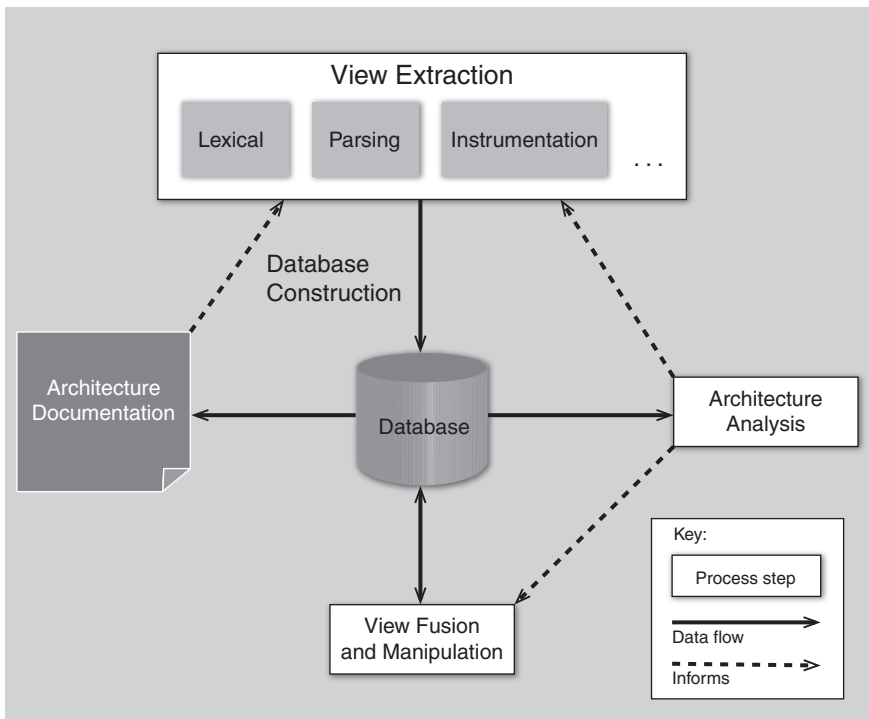 View Extraction
Lexical
Parsing
Instrumentation
. . .
Database
Construction
Architecture
Documentation
Database
Architecture
Analysis
View Fusion
and Manipulation
Key:
Process step
Data flow
Informs